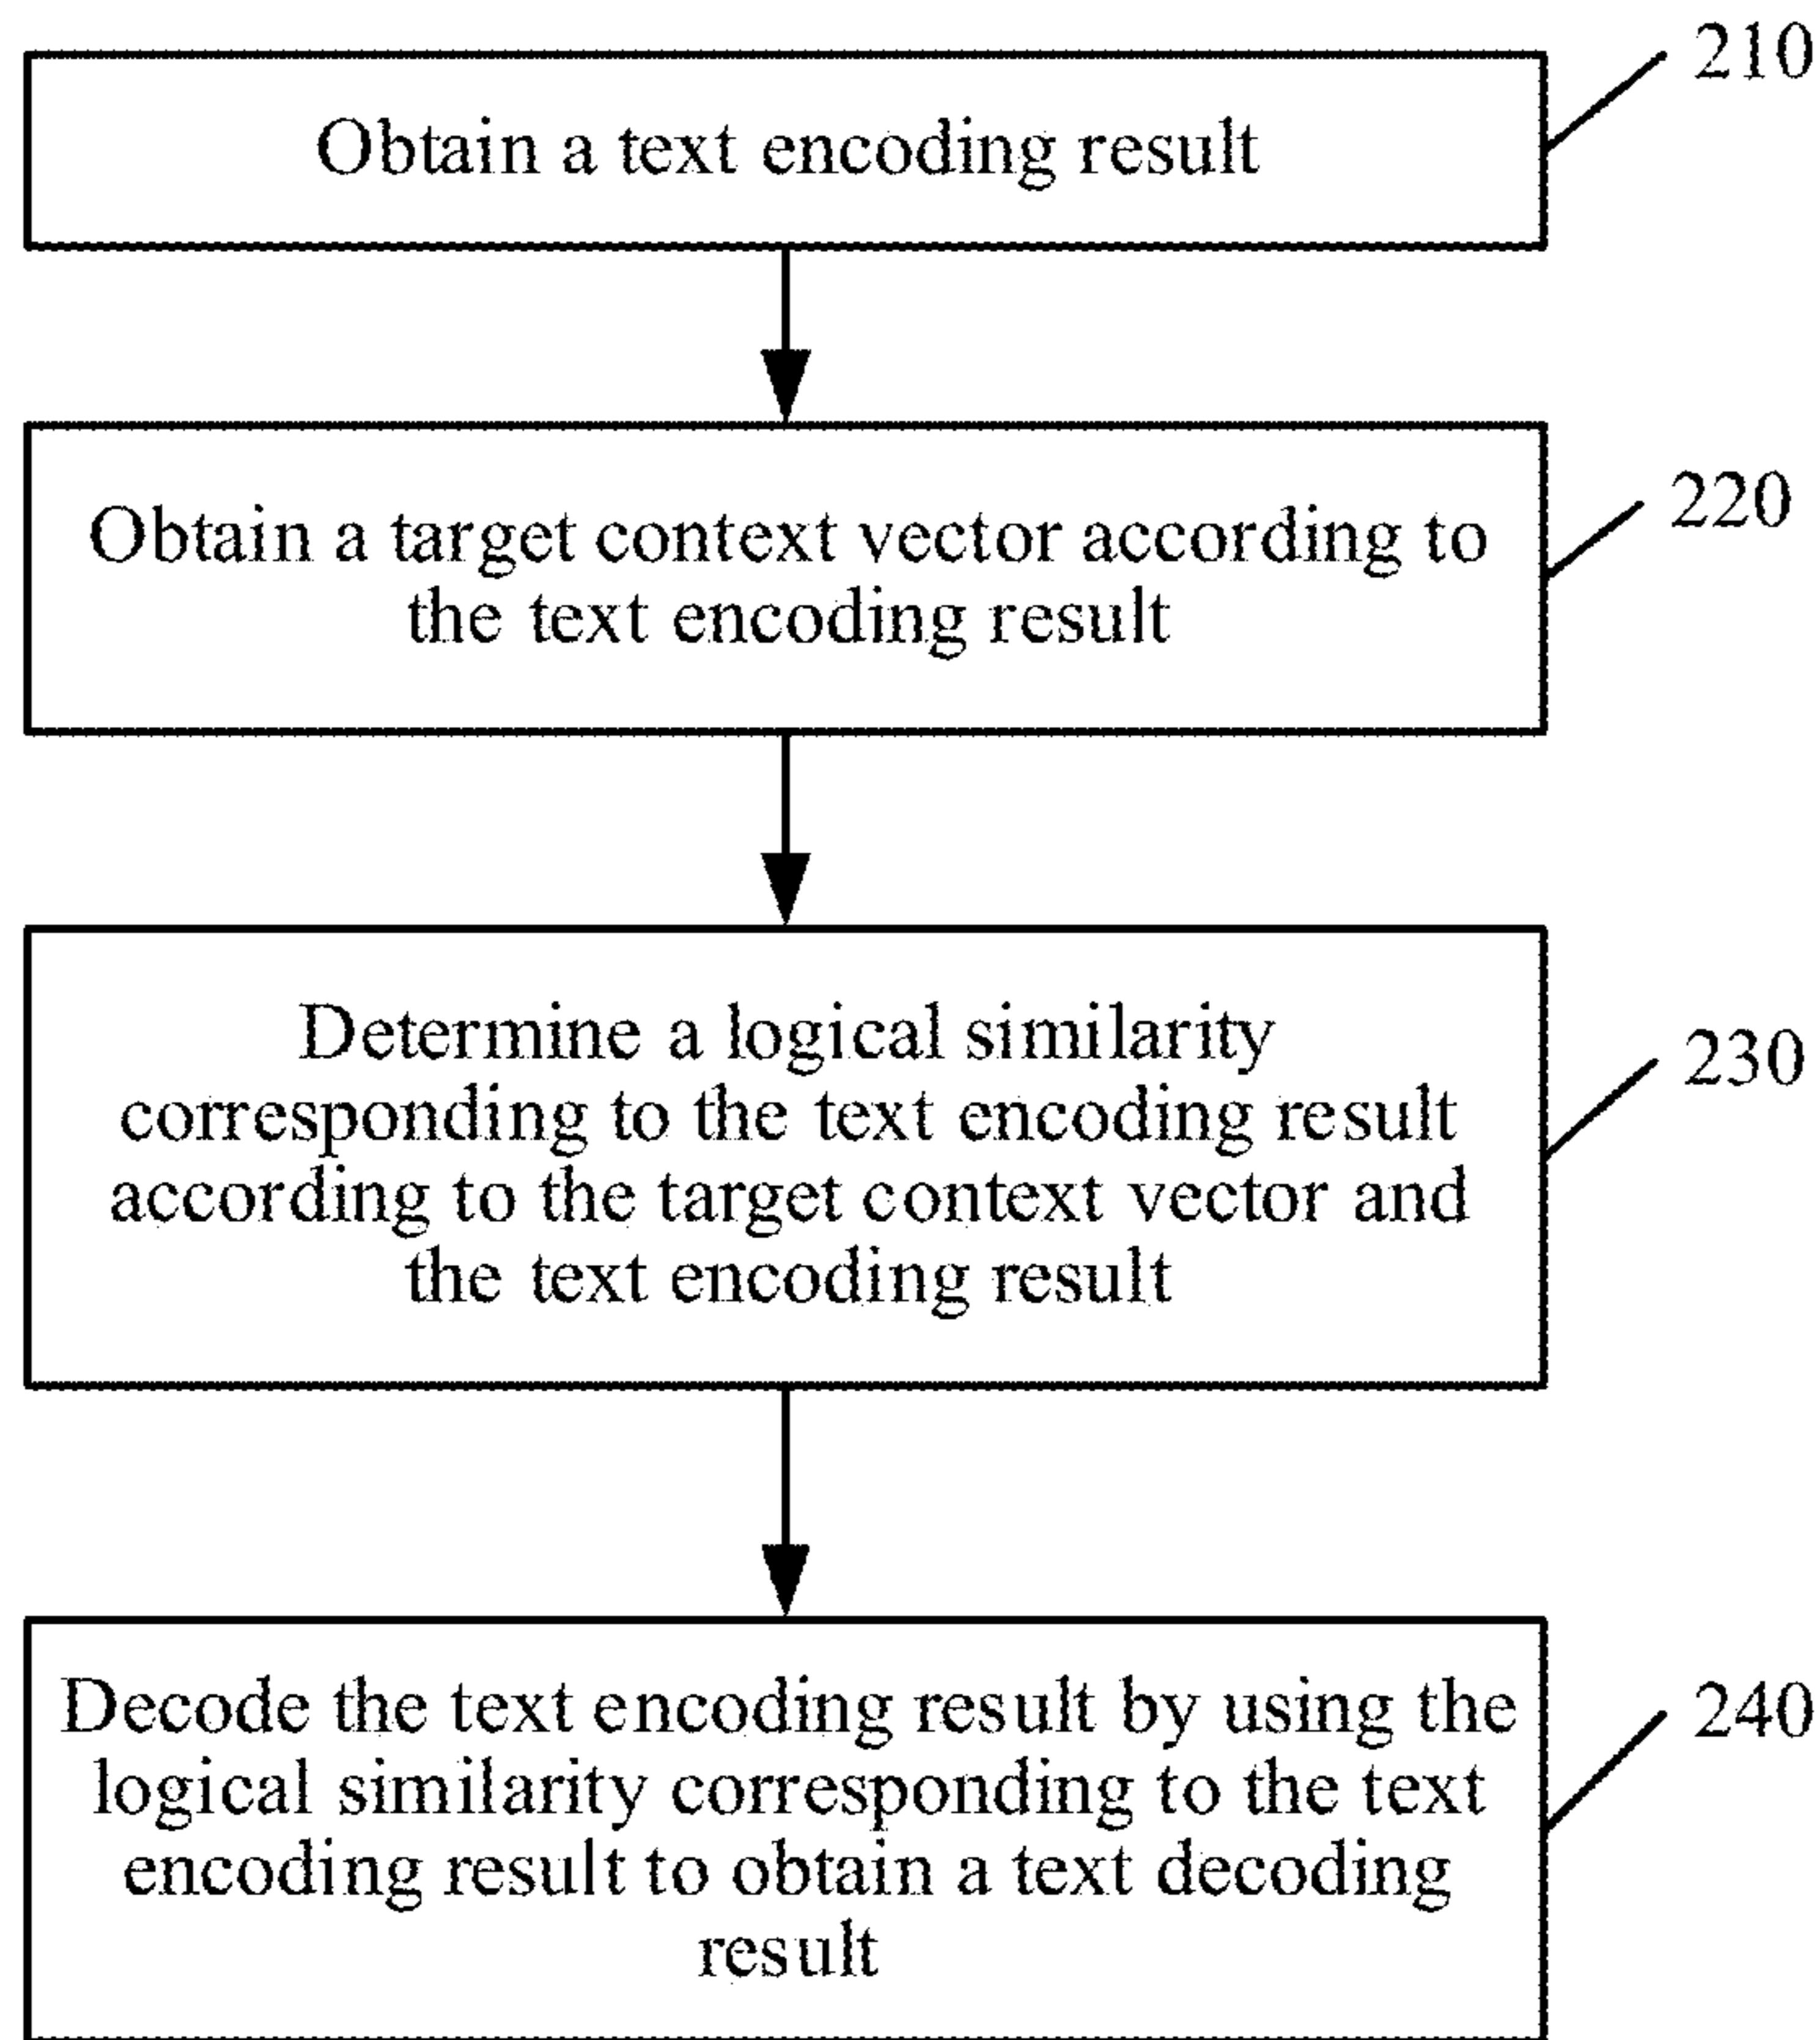 210
Obtain a text encoding result
220
Obtain a target context vector according to
the text encoding result
230
Determine a logical similarity
corresponding to the text encoding result
according to the target context vector and
the text encoding result
240
Decode the text encoding result by using the
logical similarity corresponding to the text
encoding result to obtain a text decoding
result